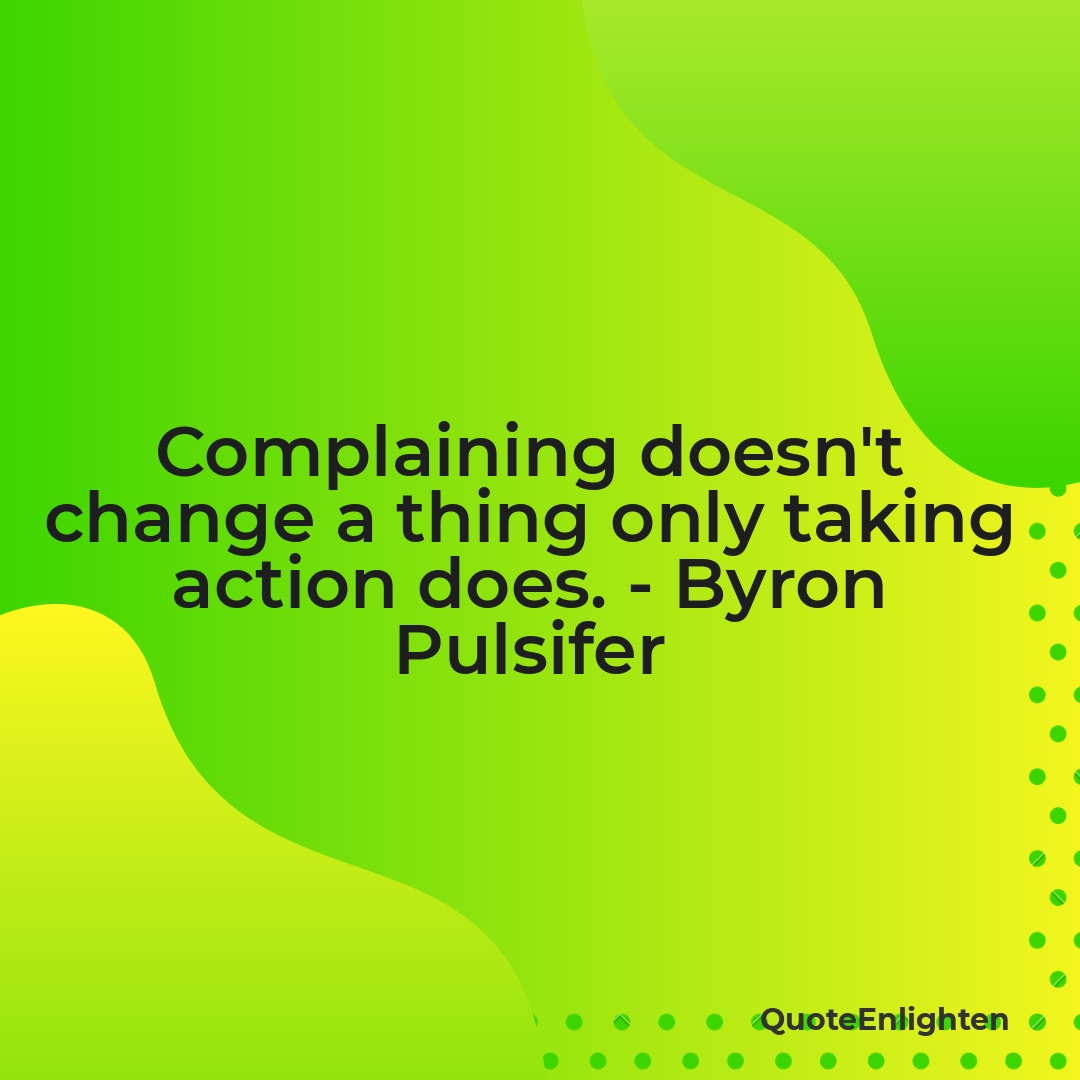 Complaining doesn't
change a thing only taking
action does. - Byron
Pulsifer
QuoteEnlighten